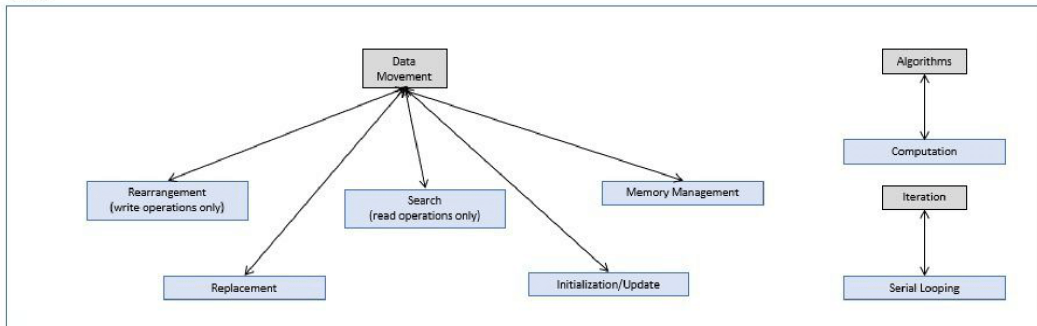 Data
Movement
Algorithms
Computation
Rearrangement
(write operations only)
Search
(read operations only)
Memory Management
Iteration
Replacement
Initialization/Update
Serial Looping